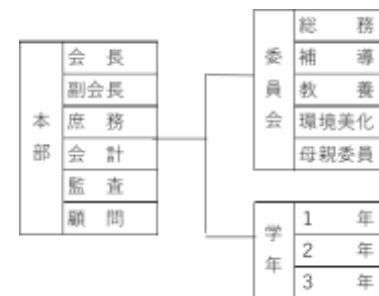 本部
会長
副会長
庶務
会計
監査
顧問
委員会
総務
補導
教養
環境美化
母親委員
学年
1年
2年
3年